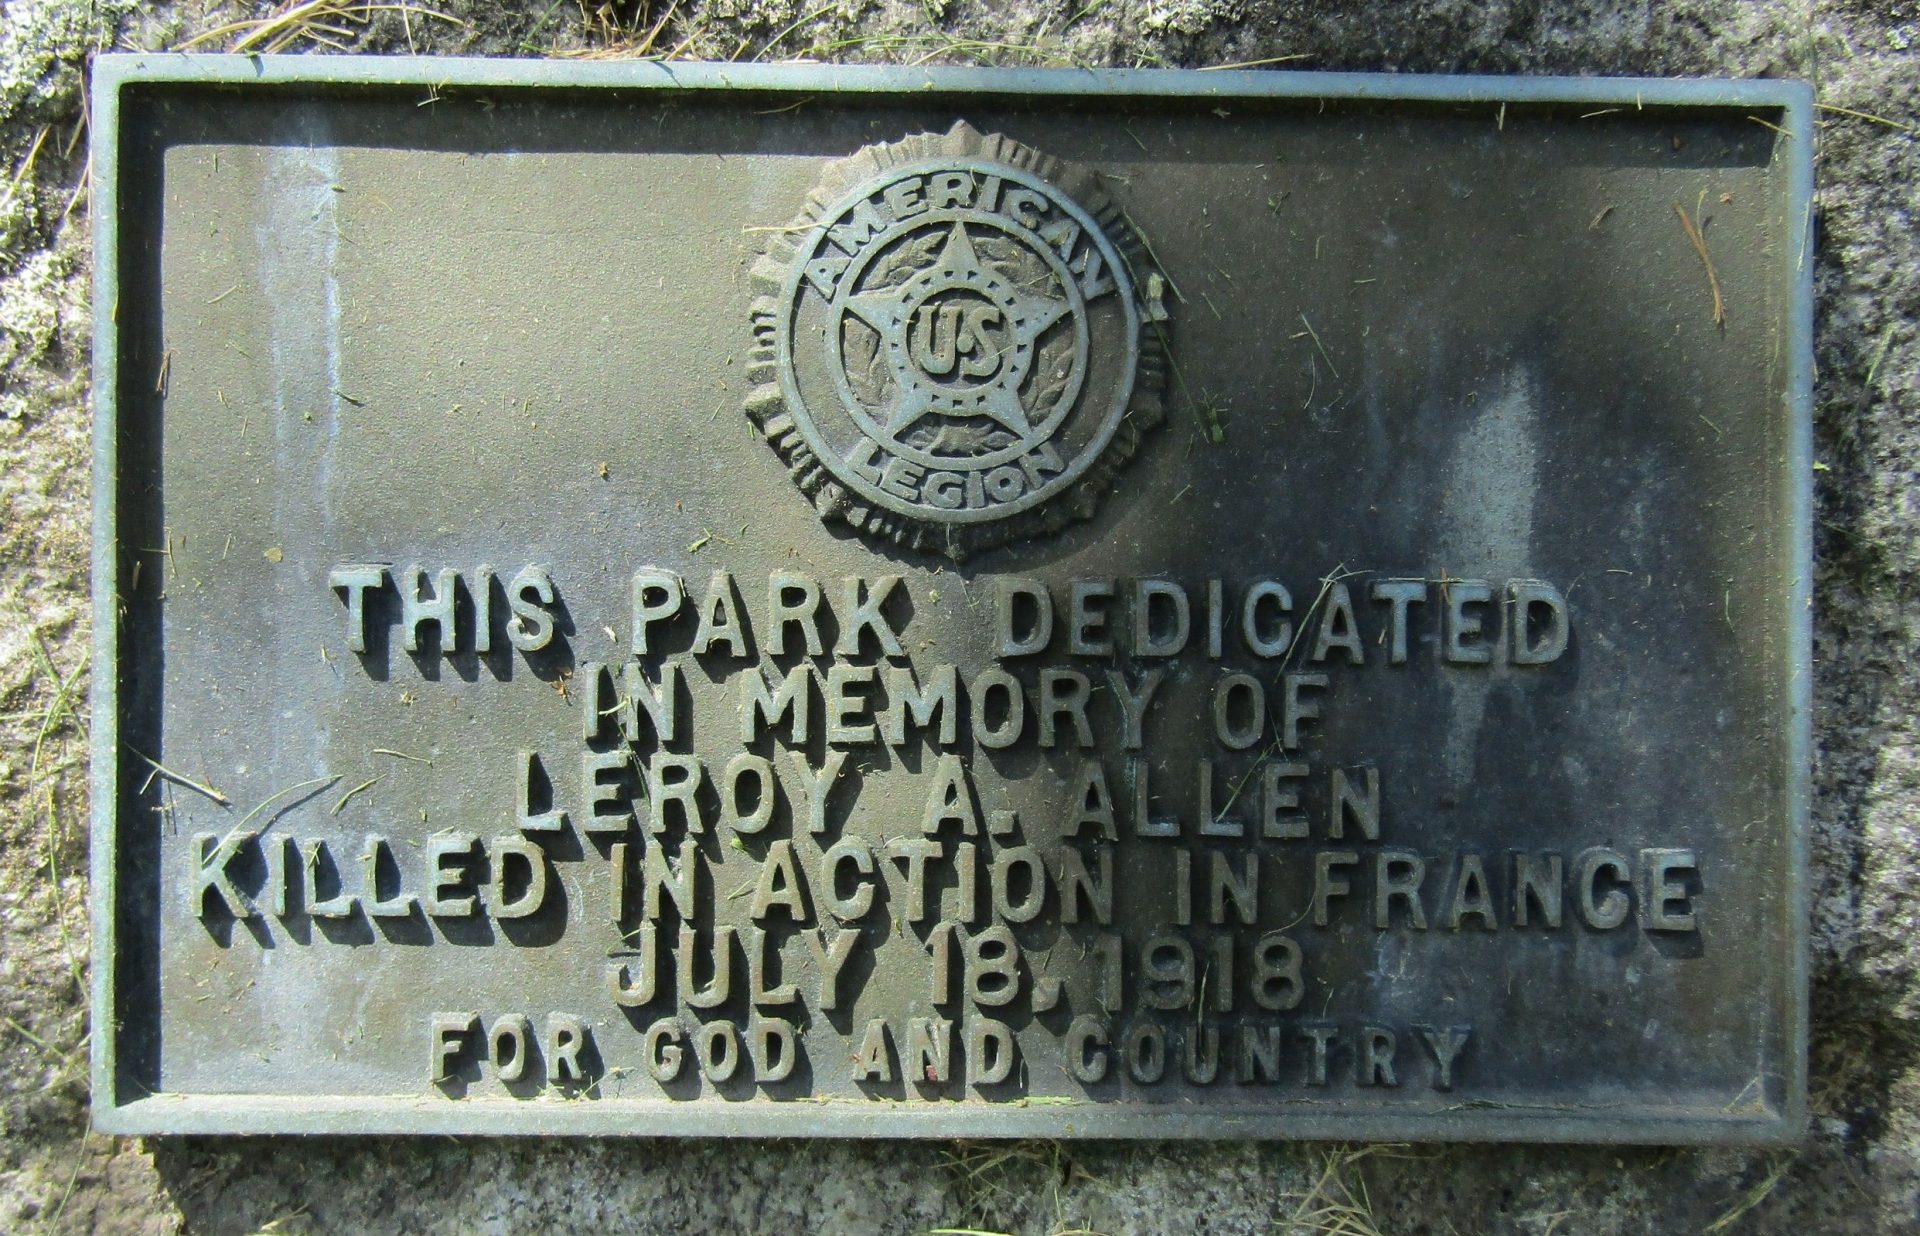 AMERICAN
U.S
LEGION
THIS PARK DEDICATED
IN MEMORY OF
LEROY A. ALLEN
KILLED IN ACTION IN FRANCE
JULY 18, 1918
FOR GOD AND COUNTRY